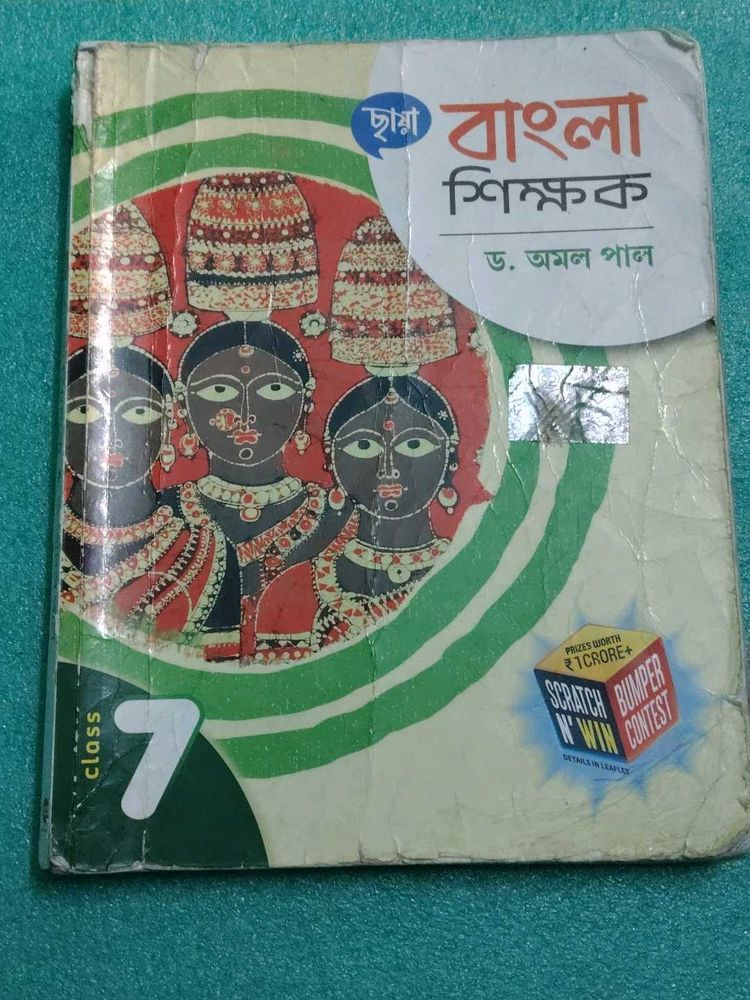 ছায়া
বাংলা
শিক্ষক
ড. অমল পাল
PRIZES WORTH
₹1CRORE+
SCRATCH
N' WIN
BUMPER
CONTEST
DETAILS IN LEAFLET
class
7